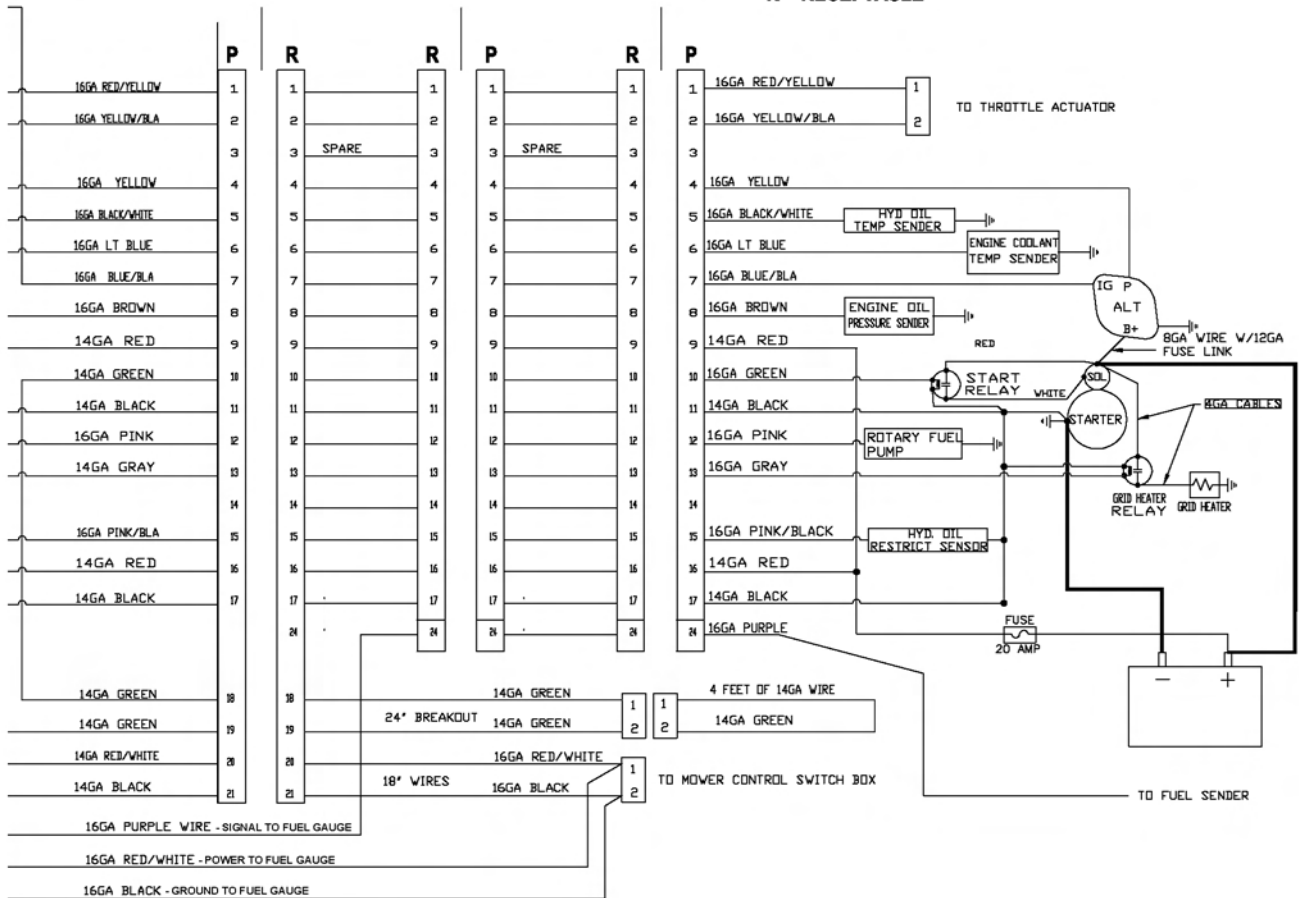 P R R P R P
16GA RED/YELLOW 1 1 1 1 1 1 16GA RED/YELLOW 1
TO THROTTLE ACTUATOR
16GA YELLOW/BLA 2 2 2 2 2 2 16GA YELLOW/BLA 2
3 SPARE 3 3 SPARE 3 3
16GA YELLOW 4 4 4 4 4 4 16GA YELLOW
16GA BLACK/WHITE 5 5 5 5 5 5 16GA BLACK/WHITE
HYD OIL
TEMP SENDER
16GA LT BLUE 6 6 6 6 6 6 16GA LT BLUE
ENGINE COOLANT
TEMP SENDER
16GA BLUE/BLA 7 7 7 7 7 7 16GA BLUE/BLA
IG P
ALT
B+
16GA BROWN 8 8 8 8 8 8 16GA BROWN
ENGINE OIL
PRESSURE SENDER
8GA WIRE W/12GA
FUSE LINK
14GA RED 9 9 9 9 9 9 14GA RED
RED
14GA GREEN 10 10 10 10 10 10 16GA GREEN
START
RELAY
WHITE
SOL
STARTER
4GA CABLES
14GA BLACK 11 11 11 11 11 11 14GA BLACK
16GA PINK 12 12 12 12 12 12 16GA PINK
ROTARY FUEL
PUMP
14GA GRAY 13 13 13 13 13 13 16GA GRAY
GRID HEATER
RELAY
GRID HEATER
14 14 14 14 14 14
16GA PINK/BLA 15 15 15 15 15 15 16GA PINK/BLACK
HYD. OIL
RESTRICT SENSOR
14GA RED 16 16 16 16 16 16 14GA RED
14GA BLACK 17 17 17 17 17 17 14GA BLACK
24 24 24 24 24 16GA PURPLE
FUSE
20 AMP
- +
14GA GREEN 18 18 14GA GREEN 1 1 4 FEET OF 14GA WIRE
24" BREAKOUT
14GA GREEN 19 19 14GA GREEN 2 2 14GA GREEN
14GA RED/WHITE 20 20 16GA RED/WHITE 1
18" WIRES
TO MOWER CONTROL SWITCH BOX
14GA BLACK 21 21 16GA BLACK 2
TO FUEL SENDER
16GA PURPLE WIRE - SIGNAL TO FUEL GAUGE
16GA RED/WHITE - POWER TO FUEL GAUGE
16GA BLACK - GROUND TO FUEL GAUGE